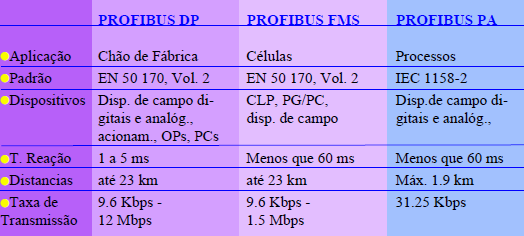 PROFIBUS DP PROFIBUS FMS PROFIBUS PA
Aplicação Chão de Fábrica Células Processos
Padrão EN 50 170, Vol. 2 EN 50 170, Vol. 2 IEC 1158-2
Dispositivos Disp. de campo di- CLP, PG/PC, Disp.de campo di-
gitais e analóg., disp. de campo gitais e analóg.,
acionam., OPs, PCs
T. Reação 1 a 5 ms Menos que 60 ms Menos que 60 ms
Distancias até 23 km até 23 km Máx. 1.9 km
Taxa de 9.6 Kbps - 9.6 Kbps - 31.25 Kbps
Transmissão 12 Mbps 1.5 Mbps